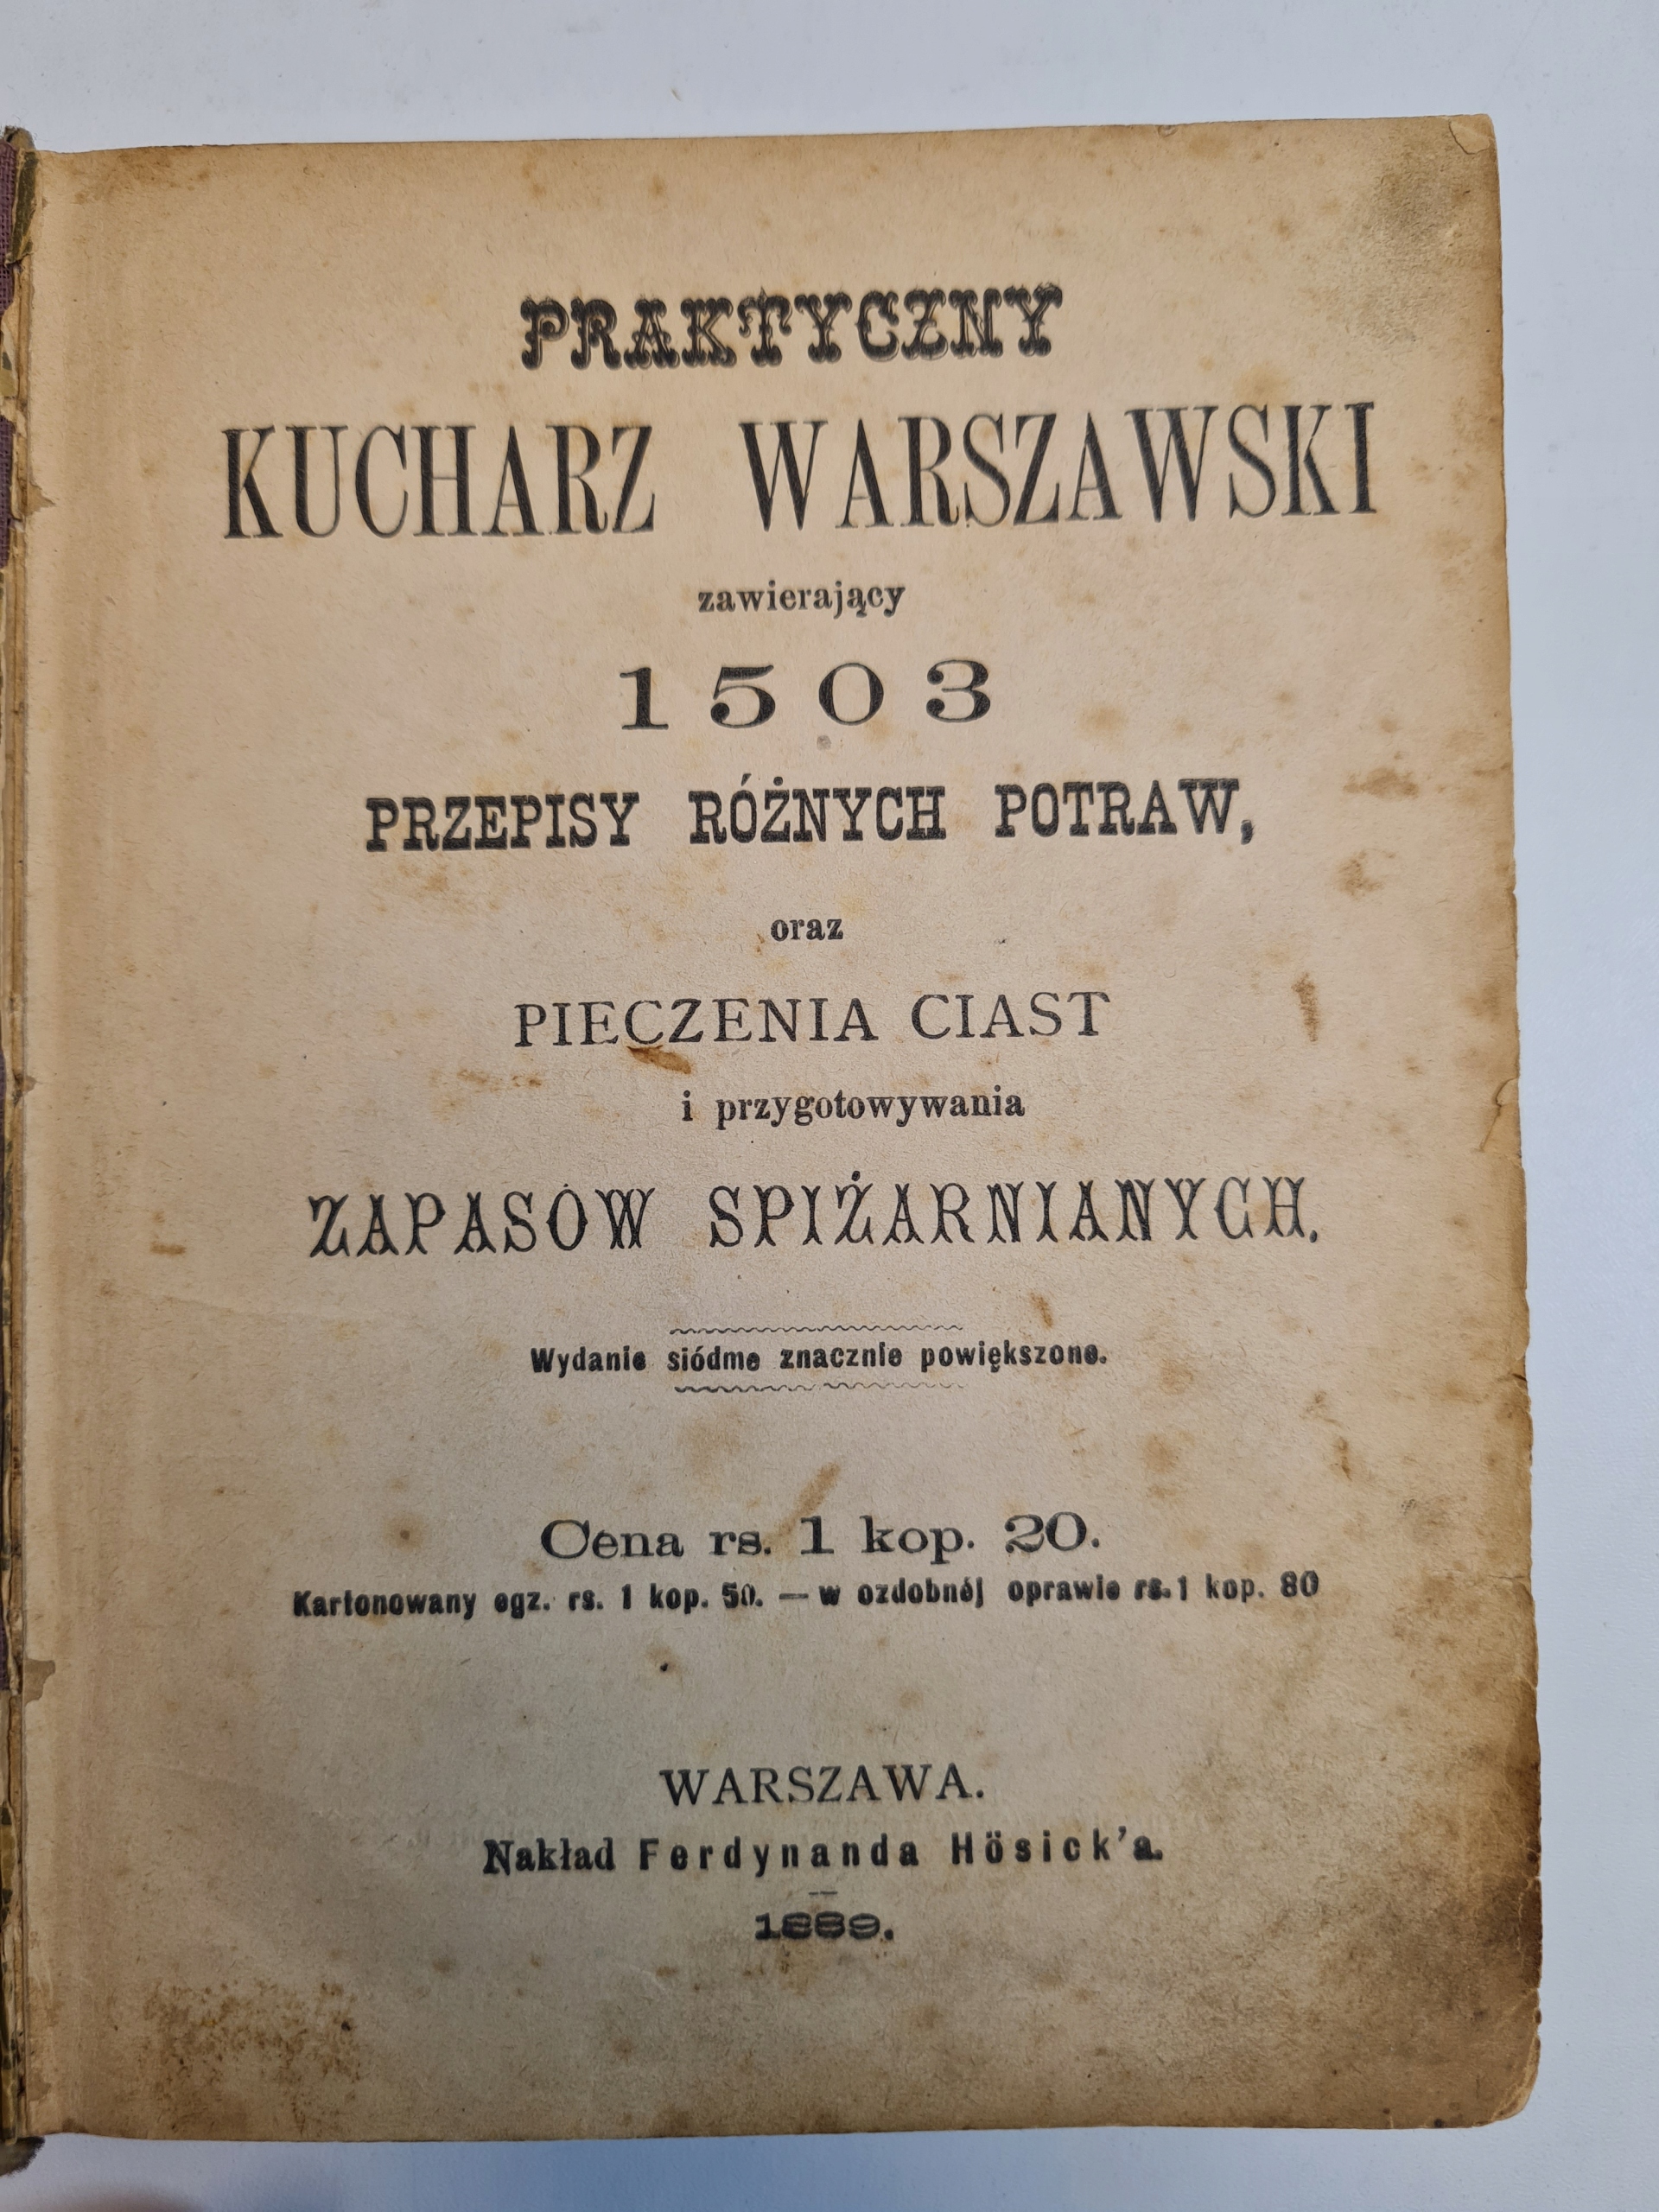 PRAKTYCZNY
KUCHARZ WARSZAWSKI
zawierający
1503
PRZEPISY RÓŻNYCH POTRAW,
oraz
PIECZENIA CIAST
i przygotowywania
ZAPASÓW SPIŻARNIANYCH.
Wydanie siódme znacznie powiększone.
Cena rs. 1 kop. 20.
Kartonowany egz. rs. 1 kop. 50. — w ozdobnéj oprawie rs. 1 kop. 80
WARSZAWA.
Nakład Ferdynanda Hösick'a.
1889.